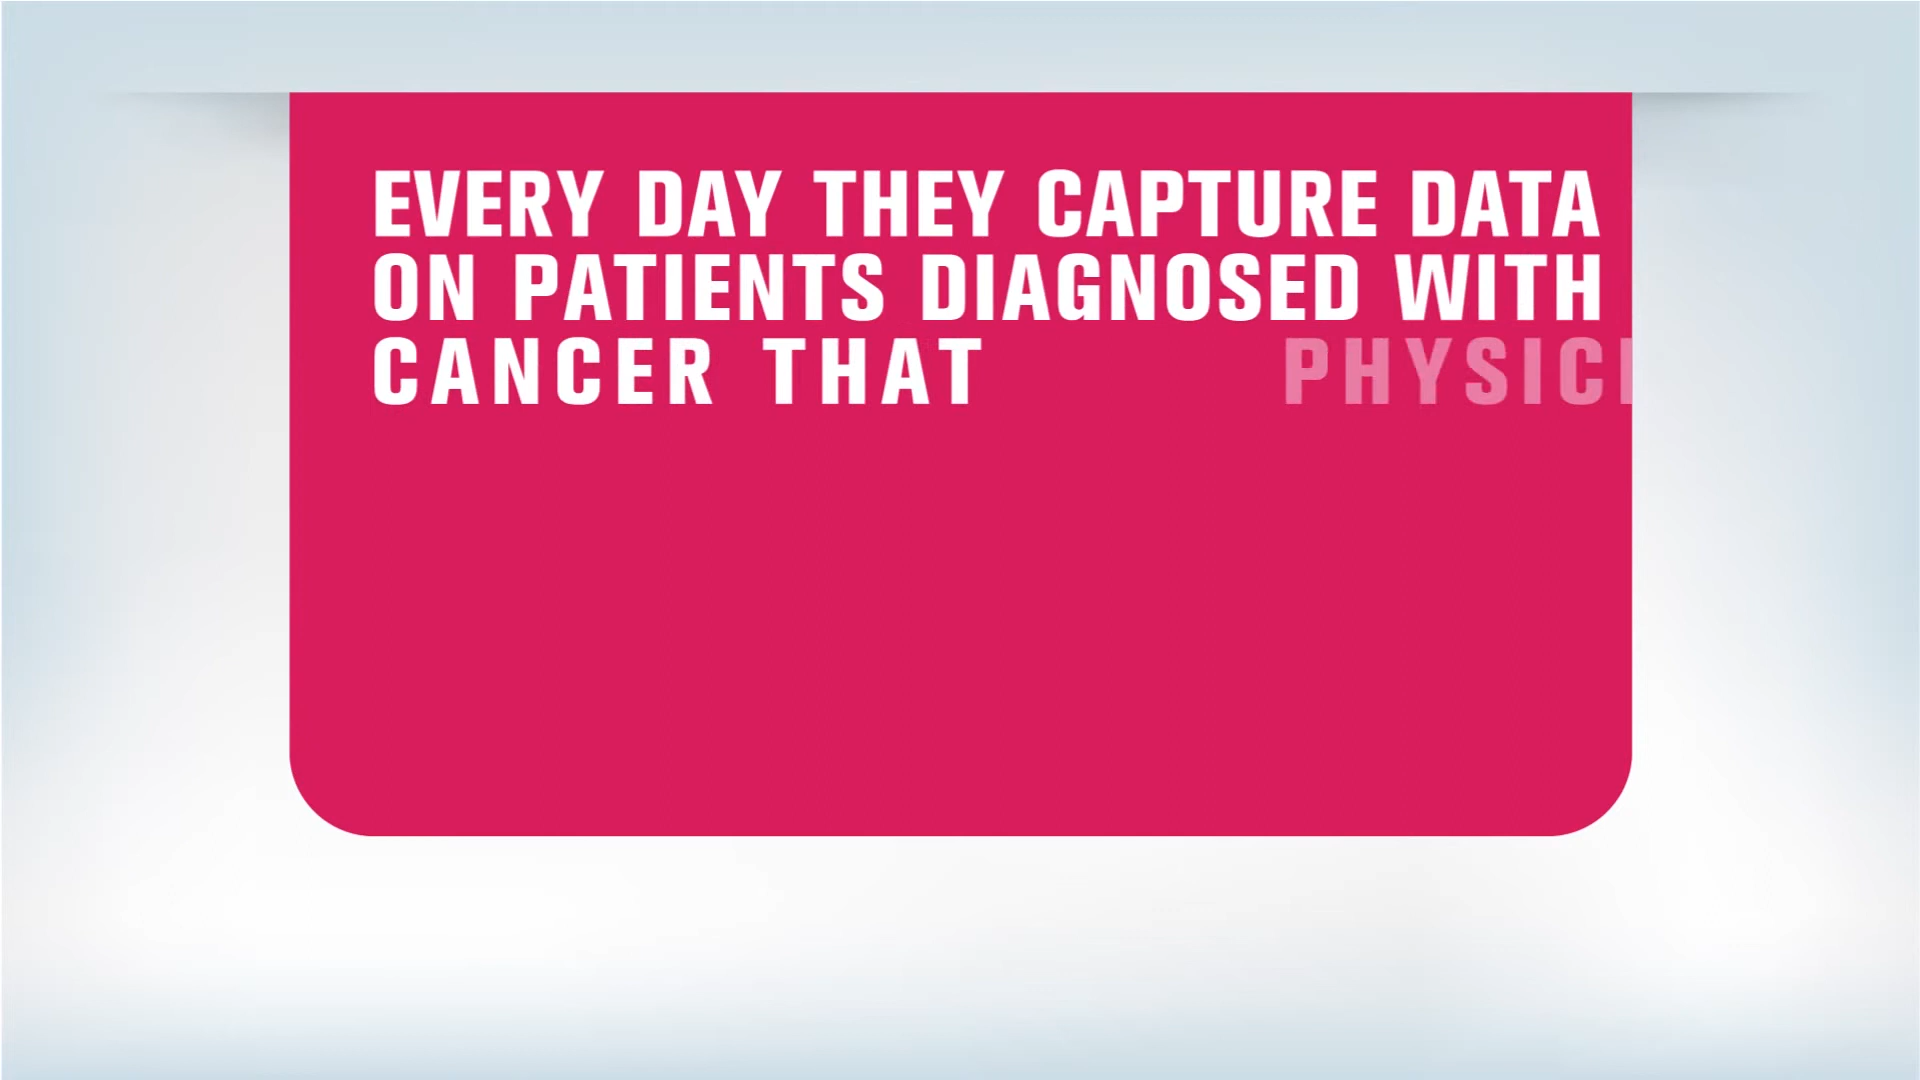 EVERY DAY THEY CAPTURE DATA
ON PATIENTS DIAGNOSED WITH
CANCER THAT